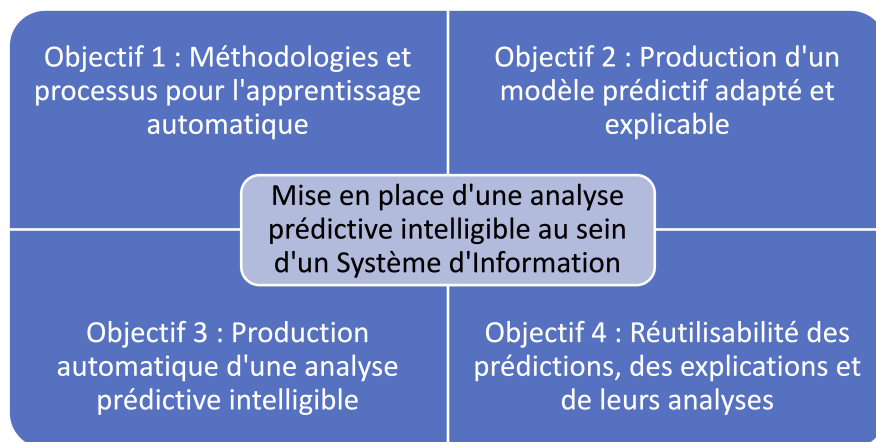 Objectif 1 : Méthodologies et
processus pour l'apprentissage
automatique
Objectif 2 : Production d'un
modèle prédictif adapté et
explicable
Mise en place d'une analyse
prédictive intelligible au sein
d'un Système d'Information
Objectif 3 : Production
automatique d'une analyse
prédictive intelligible
Objectif 4 : Réutilisabilité des
prédictions, des explications et
de leurs analyses